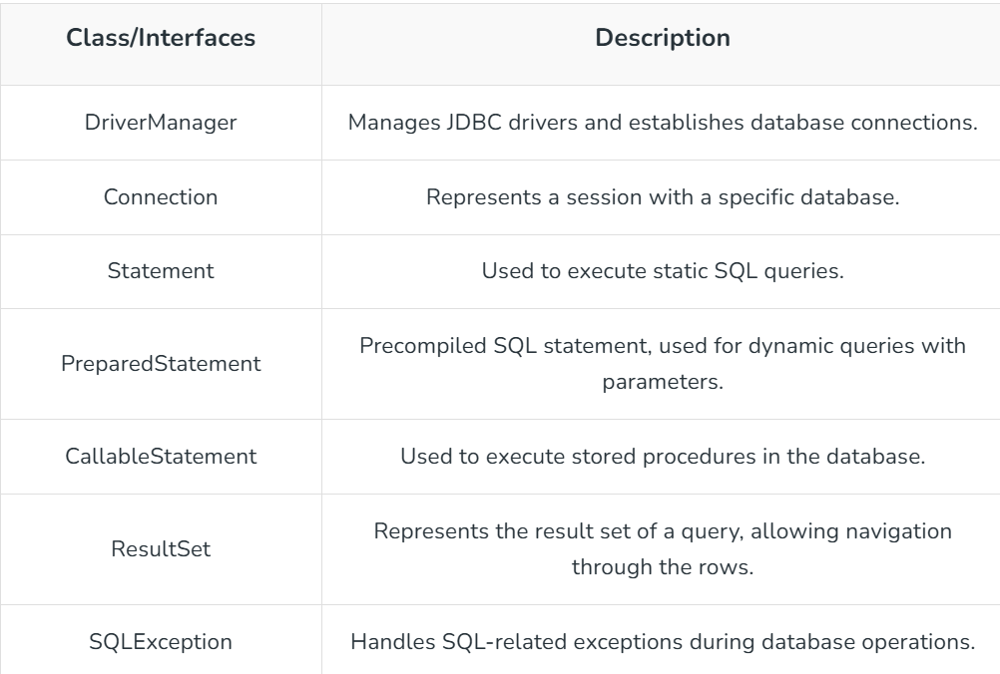 Class/Interfaces Description
DriverManager Manages JDBC drivers and establishes database connections.
Connection Represents a session with a specific database.
Statement Used to execute static SQL queries.
PreparedStatement Precompiled SQL statement, used for dynamic queries with
parameters.
CallableStatement Used to execute stored procedures in the database.
ResultSet Represents the result set of a query, allowing navigation
through the rows.
SQLException Handles SQL-related exceptions during database operations.